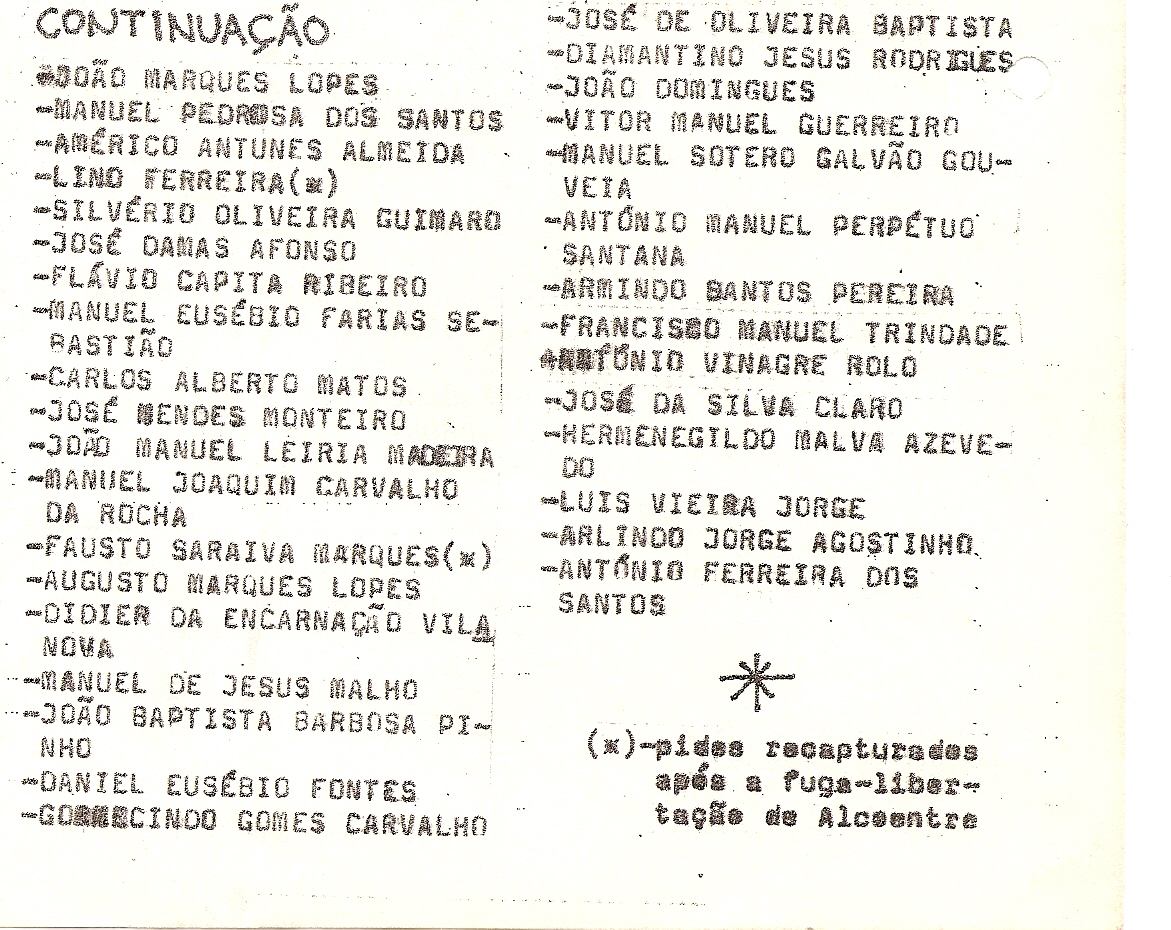 CONTINUAÇÃO
-JOÃO MARQUES LOPES
-MANUEL PEDROSA DOS SANTOS
-AMÉRICO ANTUNES ALMEIDA
-LINO FERREIRA(x)
-SILVÉRIO OLIVEIRA GUIMARO
-JOSÉ DAMAS AFONSO
-FLÁVIO CAPITA RIBEIRO
-MANUEL EUSÉBIO FARIAS SE-
BASTIÃO
-CARLOS ALBERTO MATOS
-JOSÉ MENDES MONTEIRO
-JOÃO MANUEL LEIRIA MADEIRA
-MANUEL JOAQUIM CARVALHO
DA ROCHA
-FAUSTO SARAIVA MARQUES(x)
-AUGUSTO MARQUES LOPES
-DIDIER DA ENCARNAÇÃO VILA
NOVA
-MANUEL DE JESUS MALHO
-JOÃO BAPTISTA BARBOSA PI-
NHO
-DANIEL EUSÉBIO FONTES
GOMES CARVALHO
-JOSÉ DE OLIVEIRA BAPTISTA
-DIAMANTINO JESUS RODRIGUES
-JOÃO DOMINGUES
-VITOR MANUEL GUERREIRO
-MANUEL SOTERO GALVÃO GOU-
VEIA
-ANTÓNIO MANUEL PERPÉTUO
SANTANA
-ARMINDO SANTOS PEREIRA
-FRANCISCO MANUEL TRINDADE
-ANTÓNIO VINAGRE ROLO
-JOSÉ DA SILVA CLARO
-HERMENEGILDO MALVA AZEVE-
DO
-LUIS VIEIRA JORGE
-ARLINDO JORGE AGOSTINHO
-ANTÓNIO FERREIRA DOS
SANTOS
(x)-pides recapturados
após a fuga-liber-
tação de Alcoentre